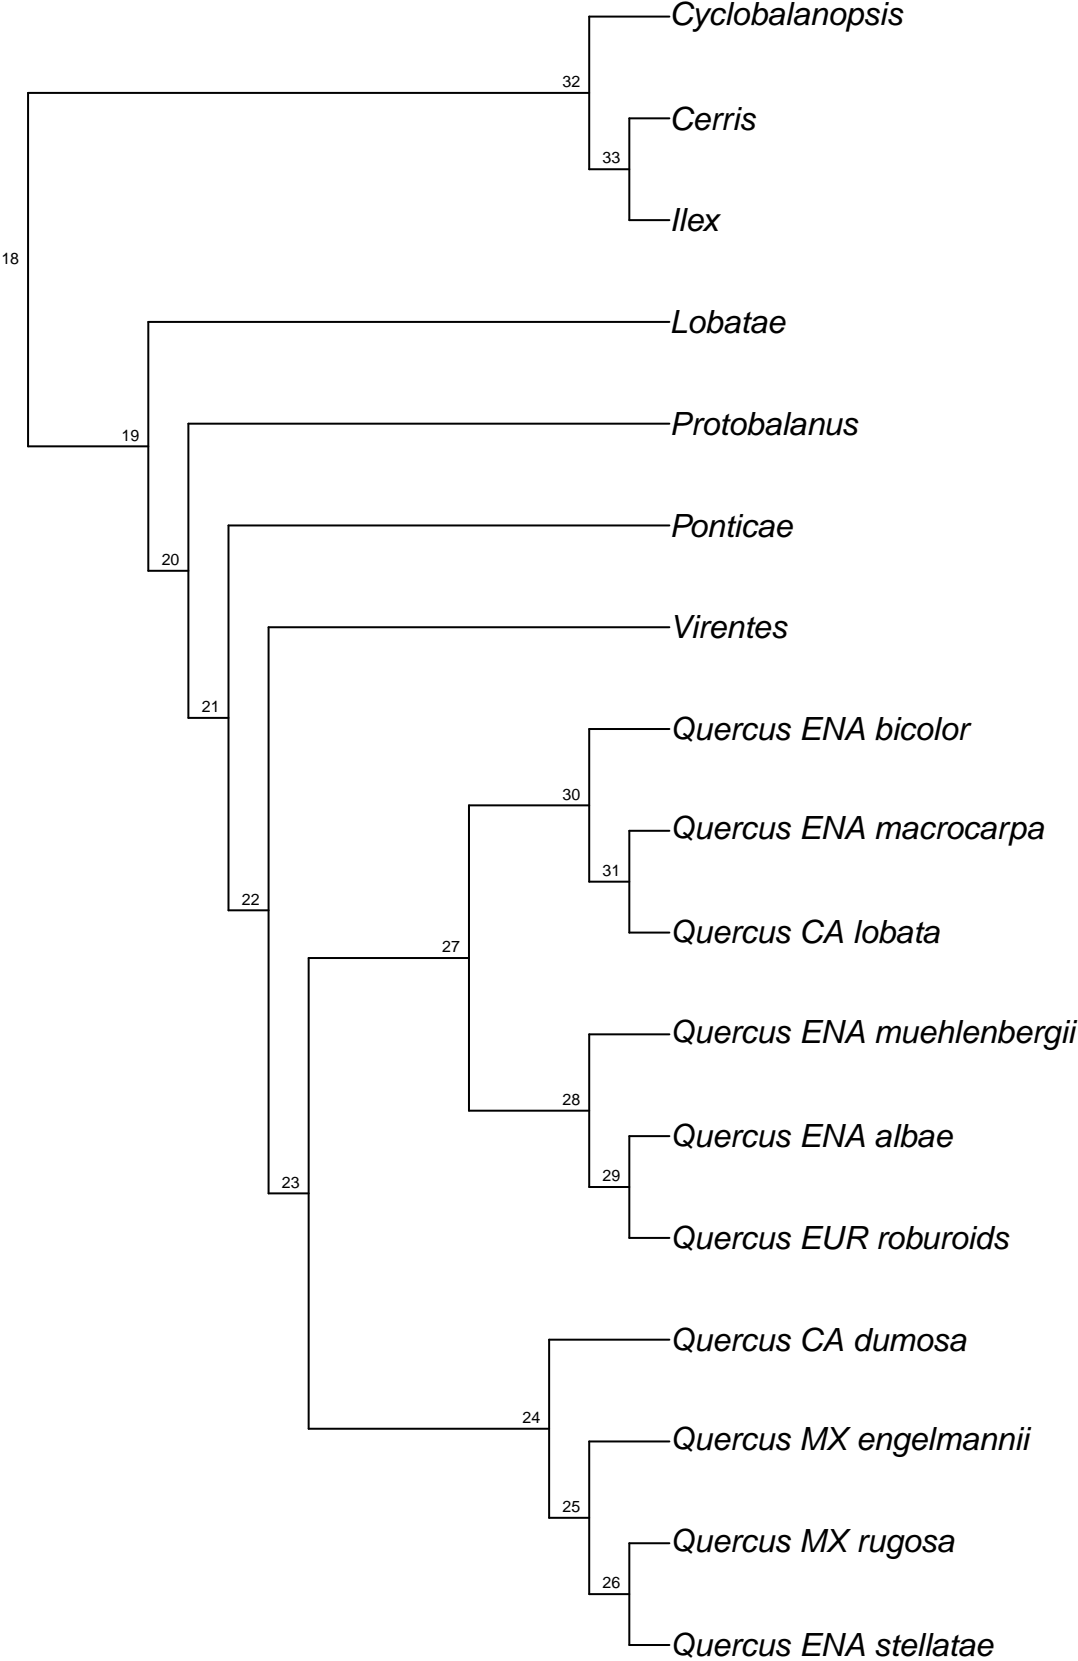 Cyclobalanopsis
32
Cerris
33
Ilex
18
Lobatae
Protobalanus
19
Ponticae
20
Virentes
21
Quercus ENA bicolor
30
Quercus ENA macrocarpa
31
22
Quercus CA lobata
27
Quercus ENA muehlenbergii
28
Quercus ENA albae
29
23
Quercus EUR roburoids
Quercus CA dumosa
24
Quercus MX engelmannii
25
Quercus MX rugosa
26
Quercus ENA stellatae